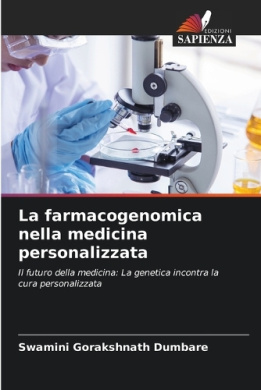 EDIZIONI
SAPIENZA
La farmacogenomica
nella medicina
personalizzata
Il futuro della medicina: La genetica incontra la
cura personalizzata
Swamini Gorakshnath Dumbare